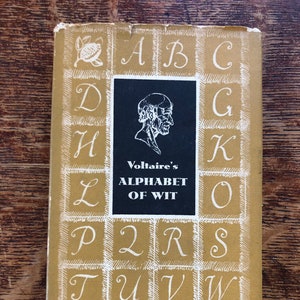 A B C
D G
H K
L O
P Q R S
T U V W
Voltaire's
ALPHABET
OF WIT